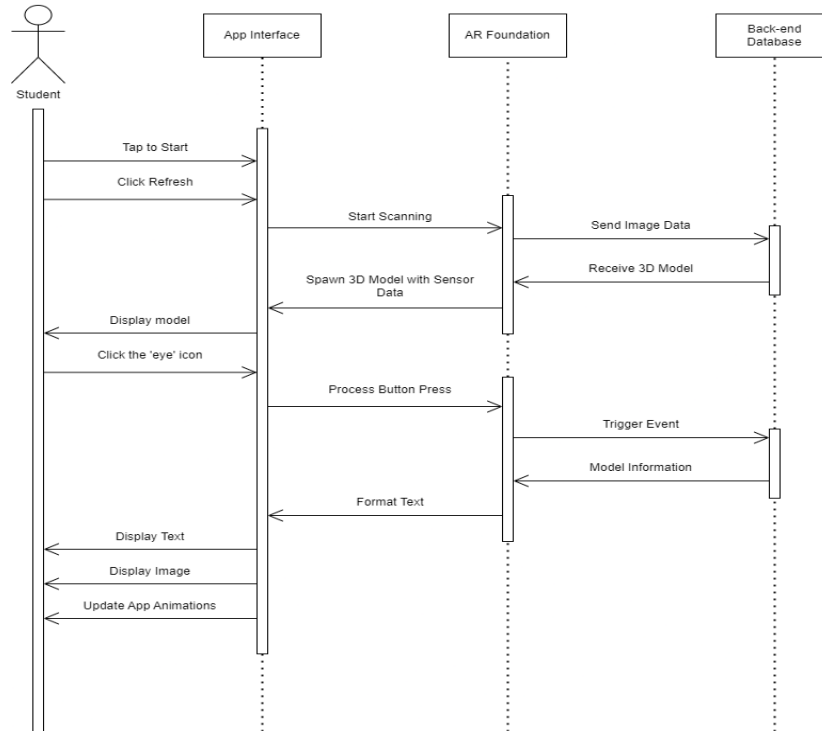 App Interface
AR Foundation
Back-end
Database
Student
Tap to Start
Click Refresh
Start Scanning
Send Image Data
Receive 3D Model
Spawn 3D Model with Sensor
Data
Display model
Click the 'eye' icon
Process Button Press
Trigger Event
Model Information
Format Text
Display Text
Display Image
Update App Animations